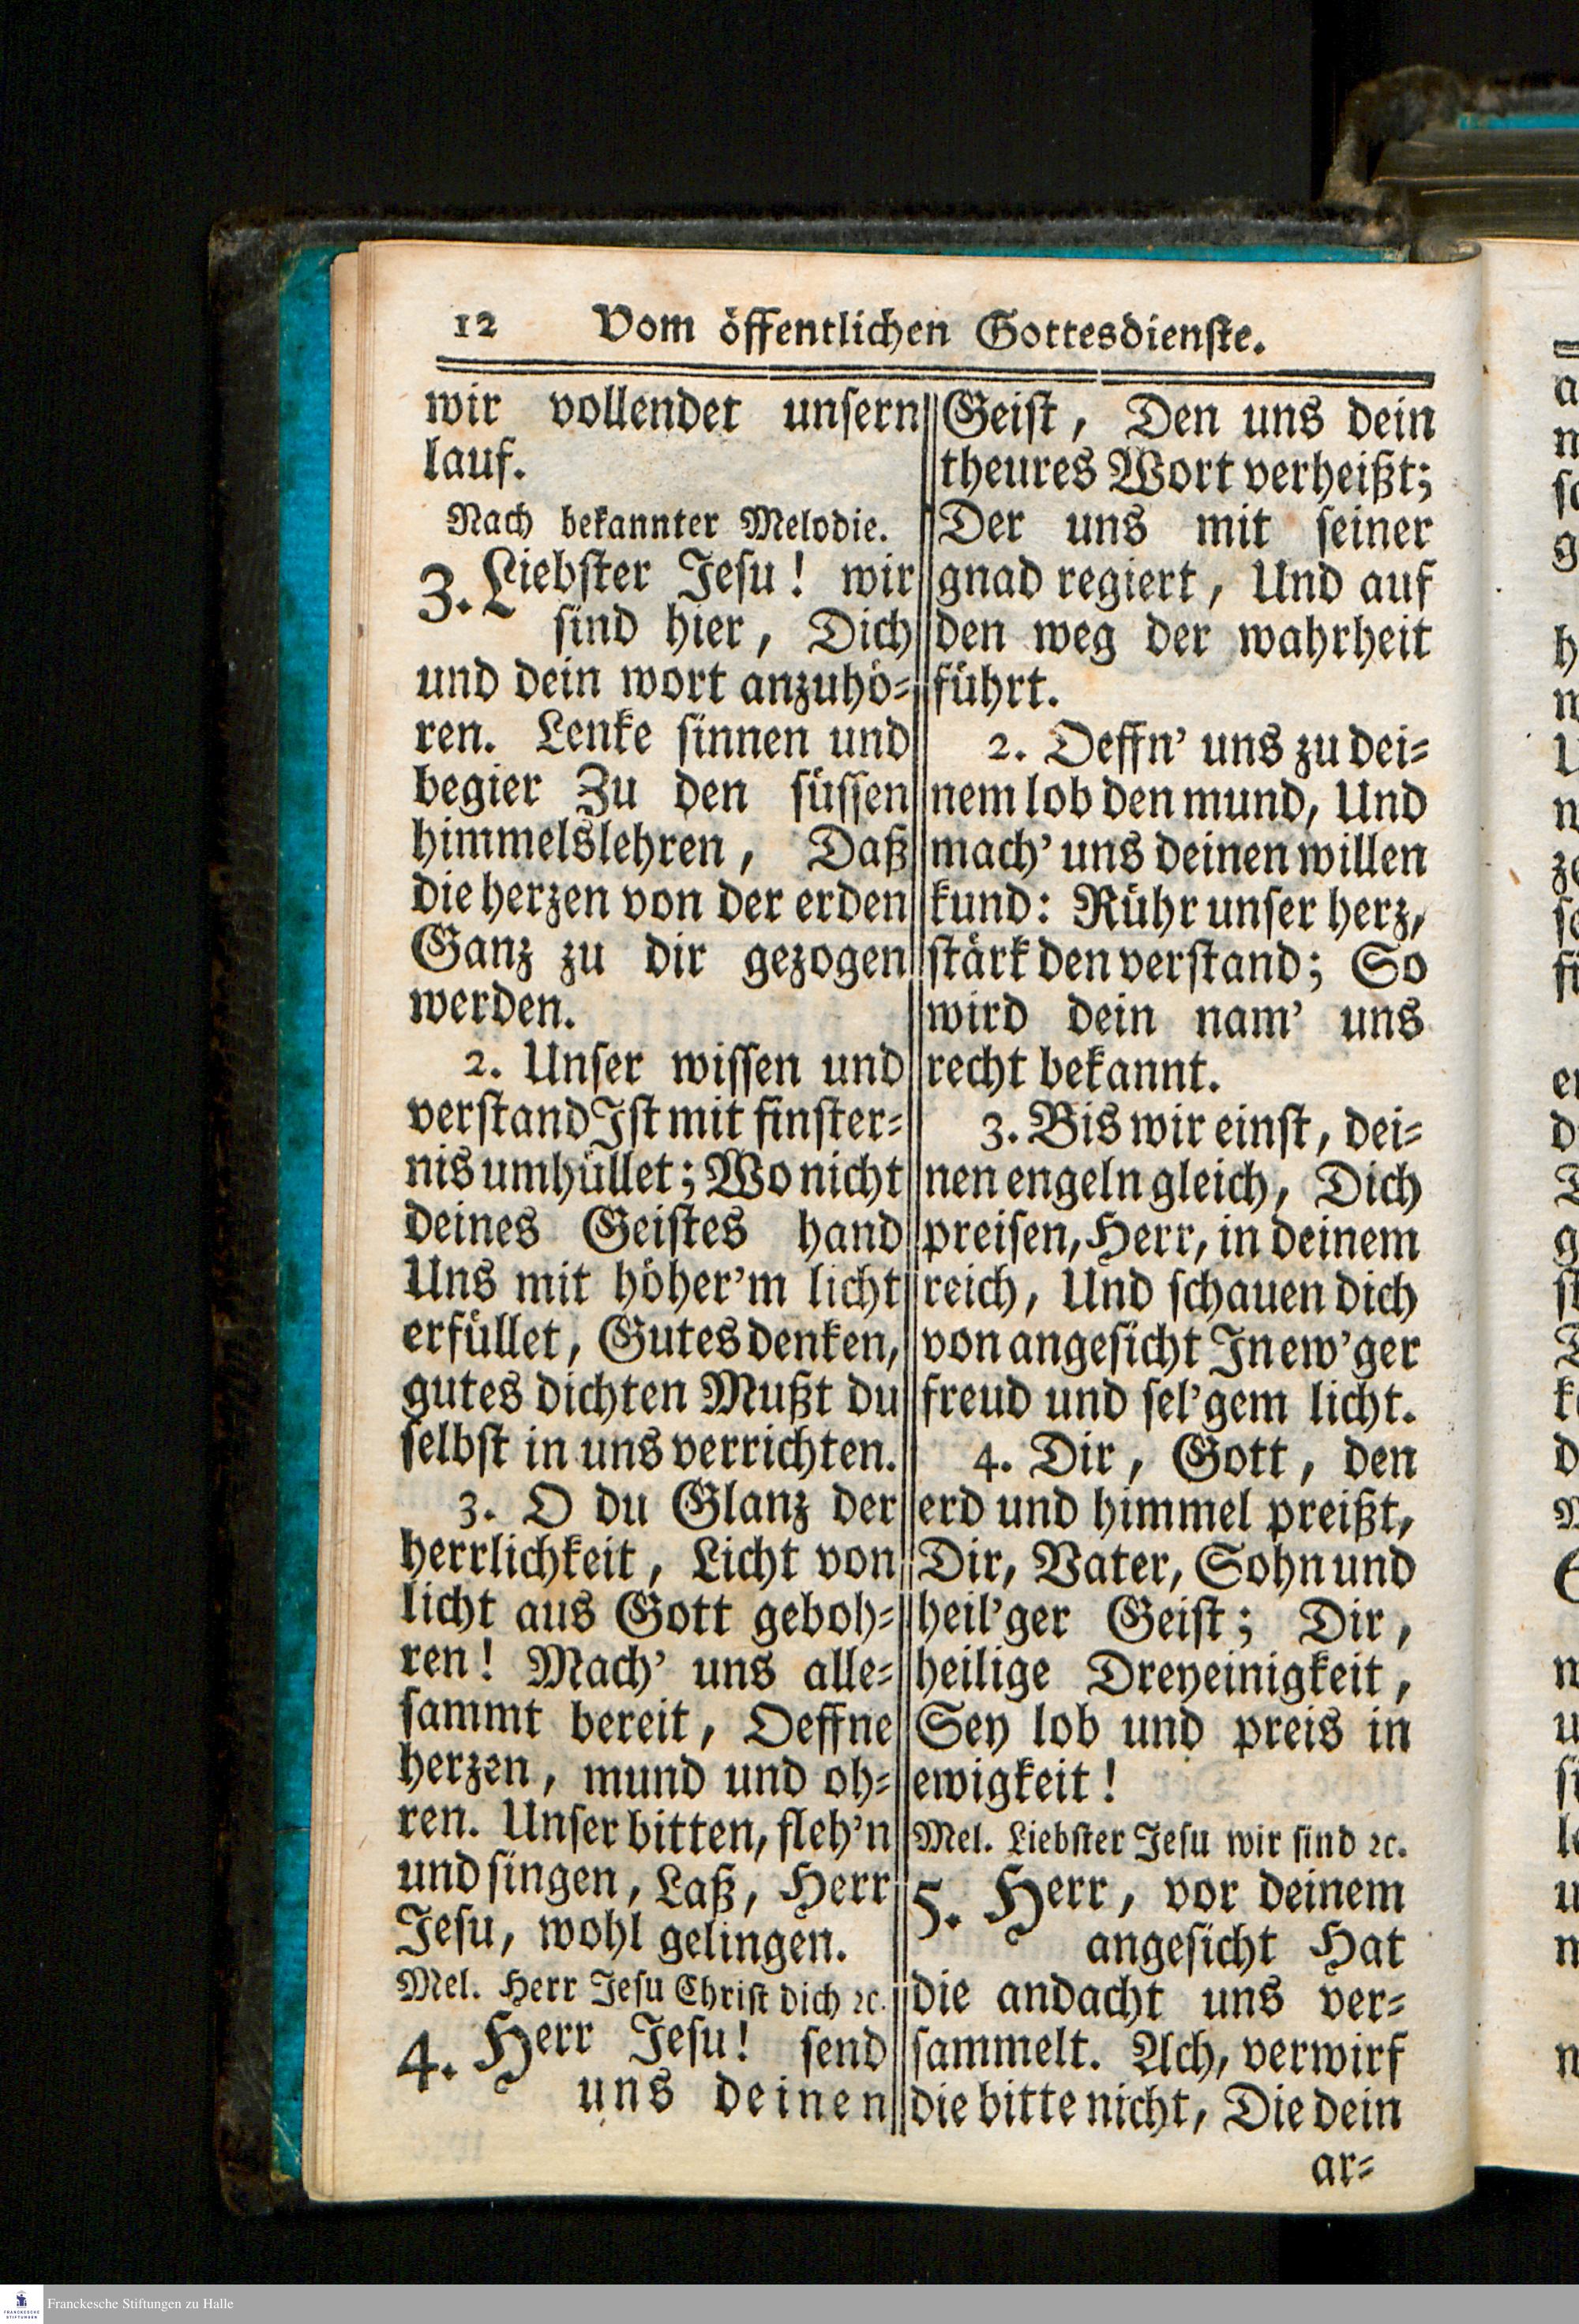 12 Vom öffentlichen Gottesdienste.
wir vollendet unsern
lauf.
Nach bekannter Melodie.
3. Liebster Jesu! wir
sind hier, Dich
und dein wort anzuhö-
ren. Lenke sinnen und
begier Zu den süssen
himmelslehren, Daß
die herzen von der erden
Ganz zu dir gezogen
werden.
2. Unser wissen und
verstand Ist mit finster-
nis umhüllet; Wo nicht
deines Geistes hand
Uns mit höher'm licht
erfüllet, Gutes denken,
gutes dichten Mußt du
selbst in uns verrichten.
3. O du Glanz der
herrlichkeit, Licht von
licht aus Gott geboh-
ren! Mach' uns alle-
sammt bereit, Oeffne
herzen, mund und oh-
ren. Unser bitten, fleh'n
und singen, Laß, Herr
Jesu, wohl gelingen.
Mel. Herr Jesu Christ dich ꝛc.
4. Herr Jesu! send
uns deinen
Geist, Den uns dein
theures Wort verheißt;
Der uns mit seiner
gnad regiert, Und auf
den weg der wahrheit
führt.
2. Oeffn' uns zu dei-
nem lob den mund, Und
mach' uns deinen willen
kund: Rühr unser herz,
stärk den verstand; So
wird dein nam' uns
recht bekannt.
3. Bis wir einst, dei-
nen engeln gleich, Dich
preisen, Herr, in deinem
reich, Und schauen dich
von angesicht In ew'ger
freud und sel'gem licht.
4. Dir, Gott, den
erd und himmel preißt,
Dir, Vater, Sohn und
heil'ger Geist; Dir,
heilige Dreyeinigkeit,
Sey lob und preis in
ewigkeit!
Mel. Liebster Jesu wir sind ꝛc.
5. Herr, vor deinem
angesicht Hat
die andacht uns ver-
sammelt. Ach, verwirf
die bitte nicht, Die dein
ar-
Franckesche Stiftungen zu Halle